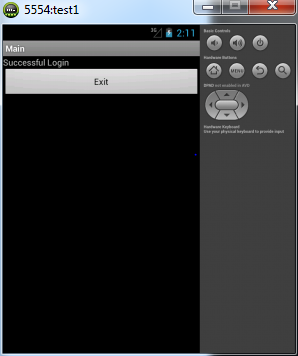 5554:test1
3G 2:11
Main
Successful Login
Exit
Basic Controls
Hardware Buttons
MENU
DPAD not enabled in AVD
Hardware Keyboard
Use your physical keyboard to provide input